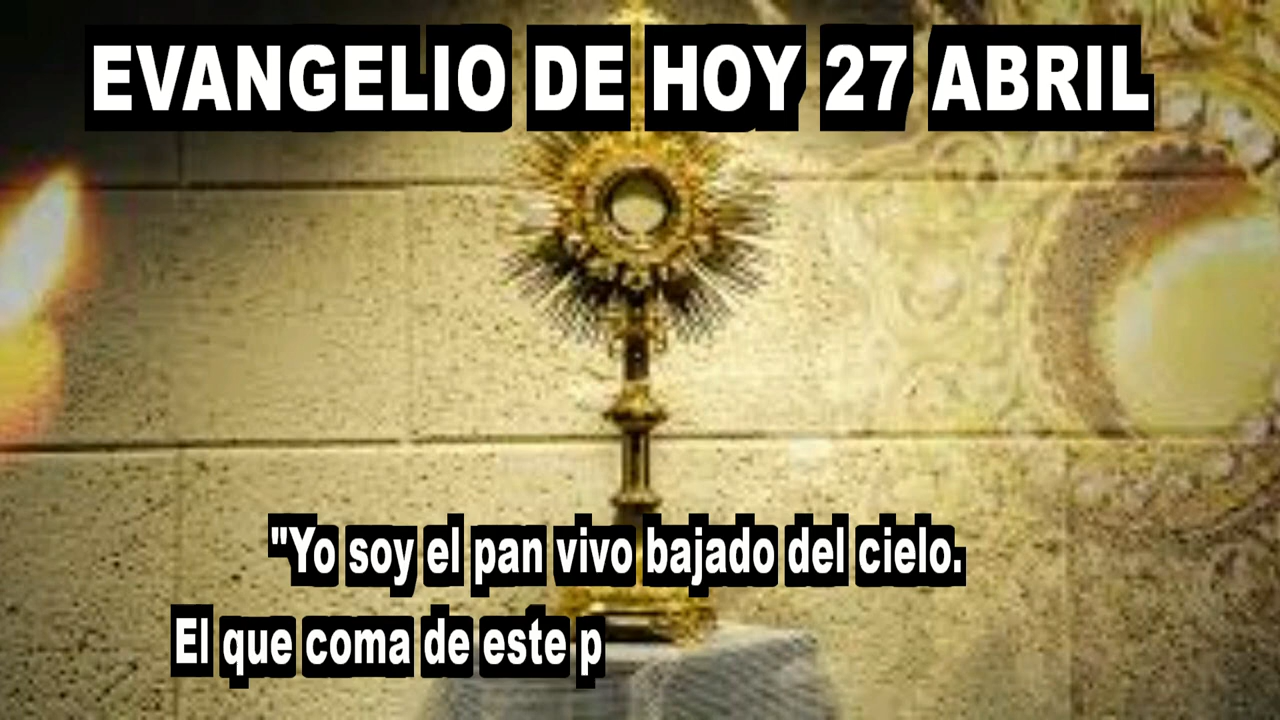 EVANGELIO DE HOY 27 ABRIL
"Yo soy el pan vivo bajado del cielo.
El que coma de este p